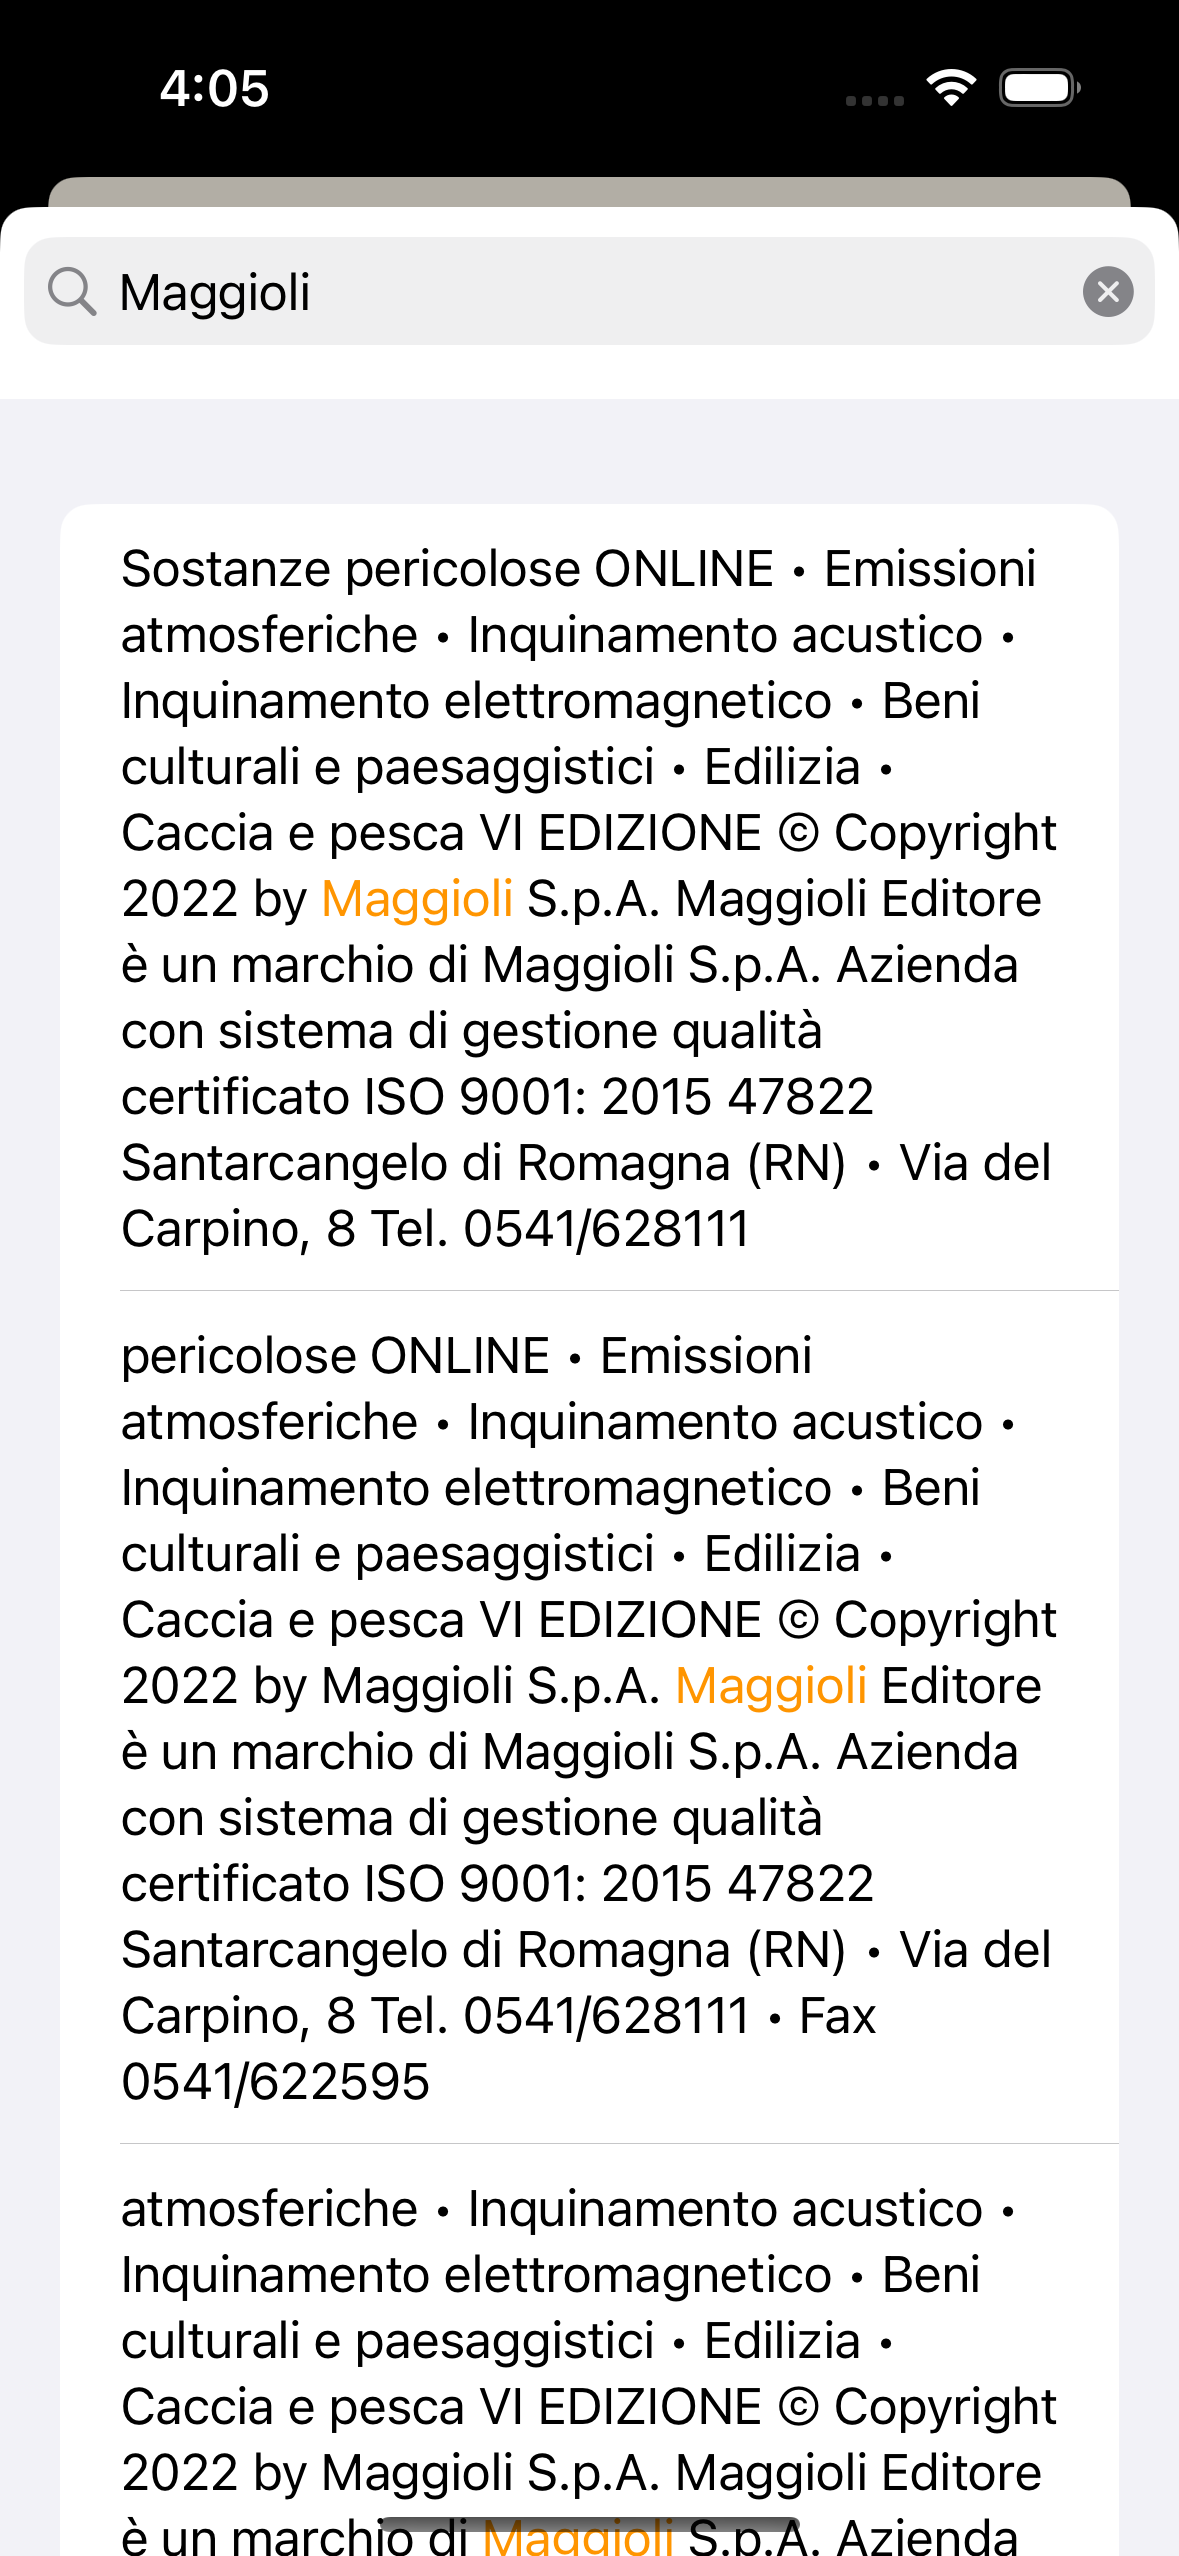 4:05
Maggioli
Sostanze pericolose ONLINE • Emissioni
atmosferiche • Inquinamento acustico •
Inquinamento elettromagnetico • Beni
culturali e paesaggistici • Edilizia •
Caccia e pesca VI EDIZIONE © Copyright
2022 by Maggioli S.p.A. Maggioli Editore
è un marchio di Maggioli S.p.A. Azienda
con sistema di gestione qualità
certificato ISO 9001: 2015 47822
Santarcangelo di Romagna (RN) • Via del
Carpino, 8 Tel. 0541/628111
pericolose ONLINE • Emissioni
atmosferiche • Inquinamento acustico •
Inquinamento elettromagnetico • Beni
culturali e paesaggistici • Edilizia •
Caccia e pesca VI EDIZIONE © Copyright
2022 by Maggioli S.p.A. Maggioli Editore
è un marchio di Maggioli S.p.A. Azienda
con sistema di gestione qualità
certificato ISO 9001: 2015 47822
Santarcangelo di Romagna (RN) • Via del
Carpino, 8 Tel. 0541/628111 • Fax
0541/622595
atmosferiche • Inquinamento acustico •
Inquinamento elettromagnetico • Beni
culturali e paesaggistici • Edilizia •
Caccia e pesca VI EDIZIONE © Copyright
2022 by Maggioli S.p.A. Maggioli Editore
è un marchio di Maggioli S.p.A. Azienda